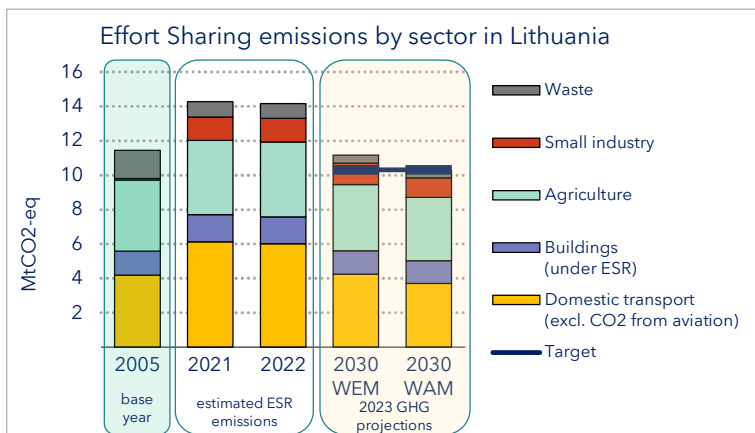 Effort Sharing emissions by sector in Lithuania
MtCO2-eq
16
14
12
10
8
6
4
2
2005
2021
2022
2030
WEM
2030
WAM
base
year
estimated ESR
emissions
2023 GHG
projections
Waste
Small industry
Agriculture
Buildings
(under ESR)
Domestic transport
(excl. CO2 from aviation)
Target